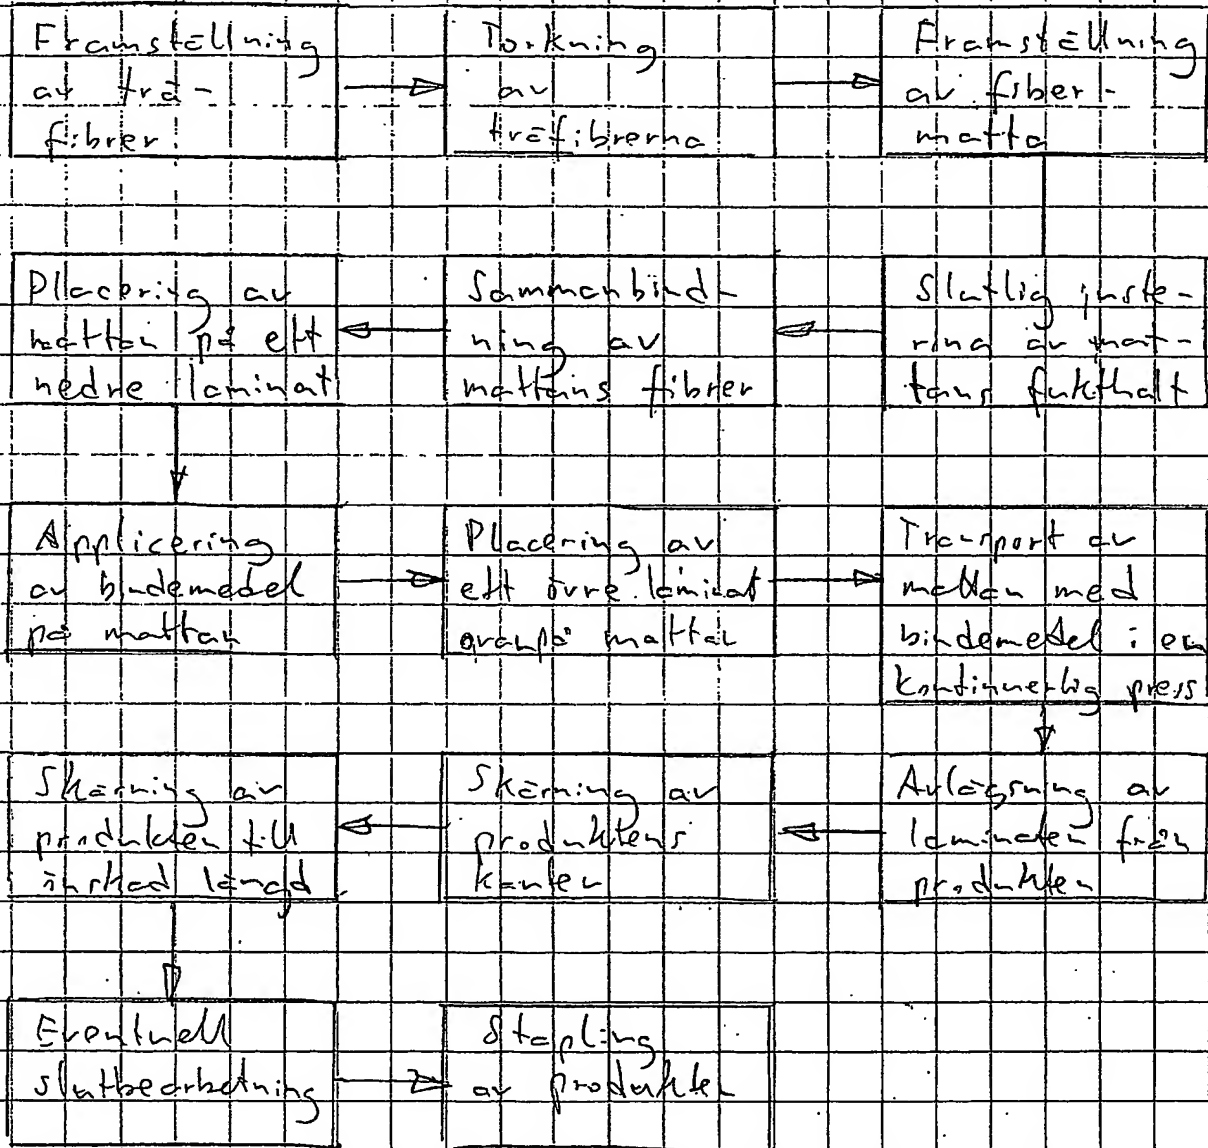 Framställning
av trä-
fibrer
Torkning
av
träfibrerna
Framställning
av fiber-
matta
Slutlig juste-
ring av mat-
tans fukthalt
Sammanbind-
ning av
mattans fibrer
Placering av
mattan på ett
nedre laminat
Applicering
av bindemedel
på mattan
Placering av
ett övre laminat
ovanpå mattan
Transport av
mattan med
bindemedel i en
kontinuerlig press
Avlägsning av
laminaten från
produkten
Skärning av
produktens
kanter
Skärning av
produkten till
önskad längd
Eventuell
slutbearbetning
Stapling
av produkten